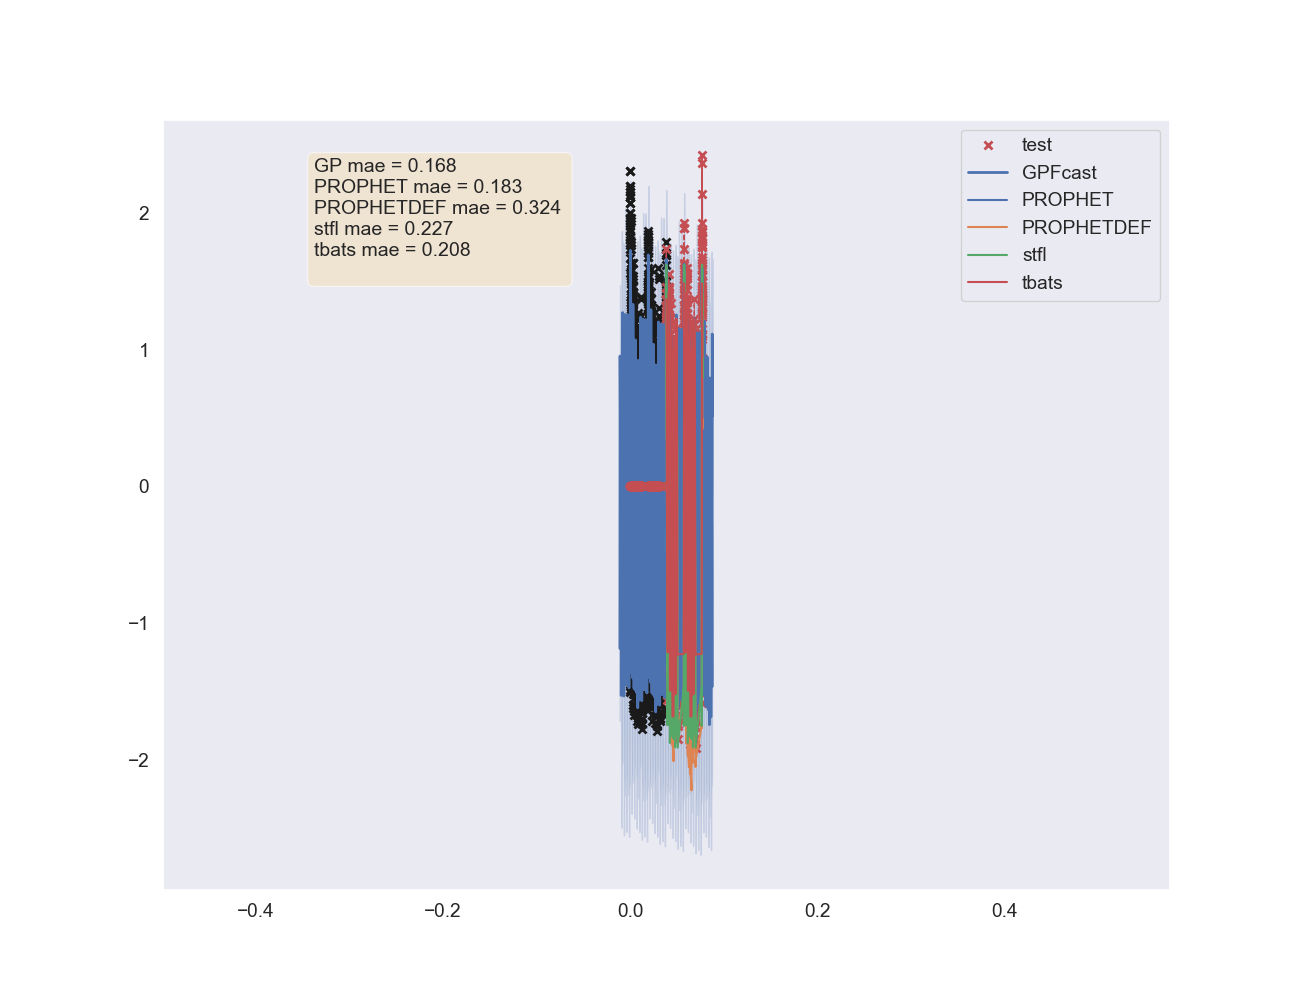 GP mae = 0.168
PROPHET mae = 0.183
PROPHETDEF mae = 0.324
stfl mae = 0.227
tbats mae = 0.208
test
GPFcast
PROPHET
PROPHETDEF
stfl
tbats
2
1
0
−1
−2
−0.4
−0.2
0.0
0.2
0.4